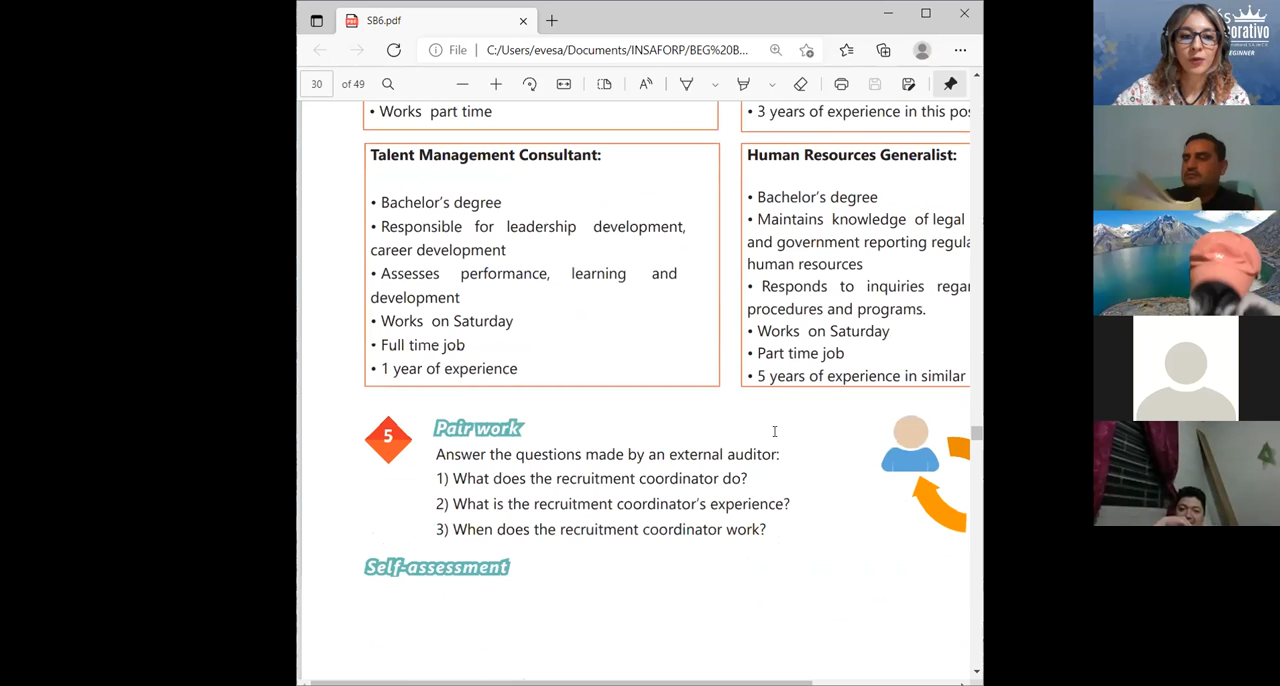 SB6.pdf
File
C:/Users/evesa/Documents/INSAFORP/BEG%20B...
30
of 49
• Works part time
• 3 years of experience in this pos
Talent Management Consultant:
• Bachelor's degree
• Responsible for leadership development,
career development
• Assesses performance, learning and
development
• Works on Saturday
• Full time job
• 1 year of experience
Human Resources Generalist:
• Bachelor's degree
• Maintains knowledge of legal
and government reporting regula
human resources
• Responds to inquiries regar
procedures and programs.
• Works on Saturday
• Part time job
• 5 years of experience in similar
5
Pair work
Answer the questions made by an external auditor:
1) What does the recruitment coordinator do?
2) What is the recruitment coordinator's experience?
3) When does the recruitment coordinator work?
Self-assessment
orativo
EGINNER